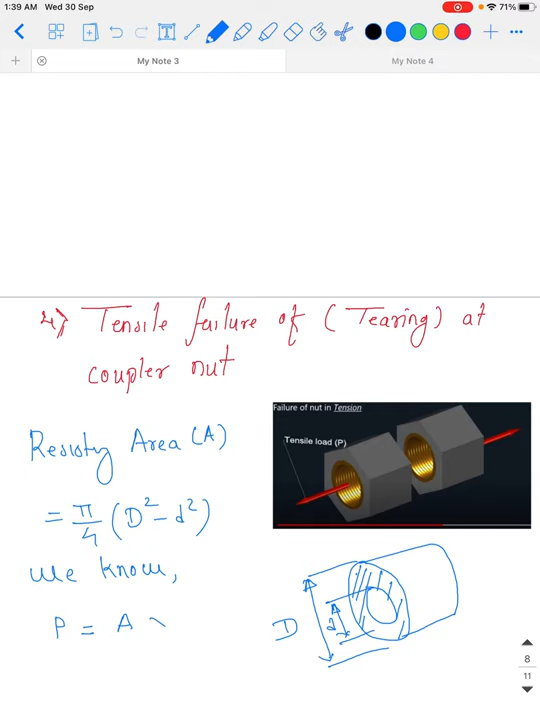 1:39 AM Wed 30 Sep
71%
My Note 3
My Note 4
4) Tensile failure of (Tearing) at
coupler nut
Failure of nut in Tension
Tensile load (P)
Resisty Area (A)
= π/4 (D² - d²)
we know,
P = A
D
d
8
11